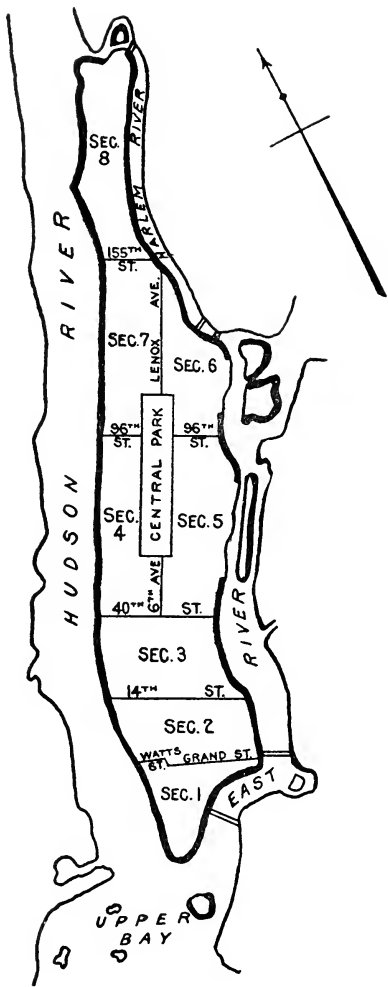 SEC. 8
HARLEM RIVER
155TH ST.
HUDSON RIVER
SEC. 7
LENOX AVE.
SEC. 6
96TH ST.
CENTRAL PARK
96TH ST.
SEC. 4
SEC. 5
6TH AVE
40TH ST.
SEC. 3
14TH ST.
SEC. 2
WATTS ST.
GRAND ST.
SEC. 1
EAST RIVER
UPPER
BAY